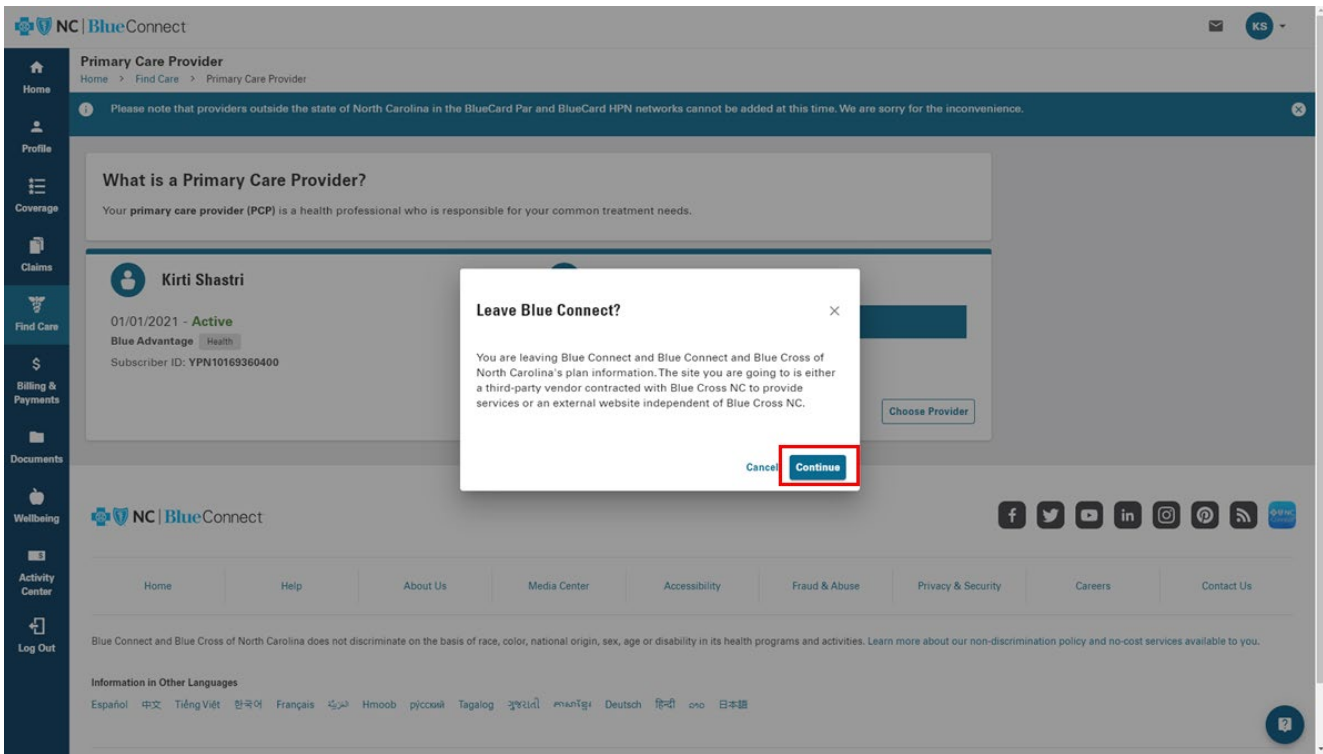 NC | BlueConnect
KS
Primary Care Provider
Home > Find Care > Primary Care Provider
Please note that providers outside the state of North Carolina in the BlueCard Par and BlueCard HPN networks cannot be added at this time. We are sorry for the inconvenience.
Home
Profile
Coverage
Claims
Find Care
Billing &
Payments
Documents
Wellbeing
Activity
Center
Log Out
What is a Primary Care Provider?
Your primary care provider (PCP) is a health professional who is responsible for your common treatment needs.
Kirti Shastri
01/01/2021 - Active
Blue Advantage Health
Subscriber ID: YPN10169360400
Leave Blue Connect?
You are leaving Blue Connect and Blue Connect and Blue Cross of
North Carolina's plan information. The site you are going to is either
a third-party vendor contracted with Blue Cross NC to provide
services or an external website independent of Blue Cross NC.
Cancel Continue
Choose Provider
NC | BlueConnect
Home Help About Us Media Center Accessibility Fraud & Abuse Privacy & Security Careers Contact Us
Blue Connect and Blue Cross of North Carolina does not discriminate on the basis of race, color, national origin, sex, age or disability in its health programs and activities. Learn more about our non-discrimination policy and no-cost services available to you.
Information in Other Languages
Español 中文 Tiếng Việt 한국어 Français Hmoob русский Tagalog ગુજરાતી Deutsch हिन्दी ລາວ 日本語